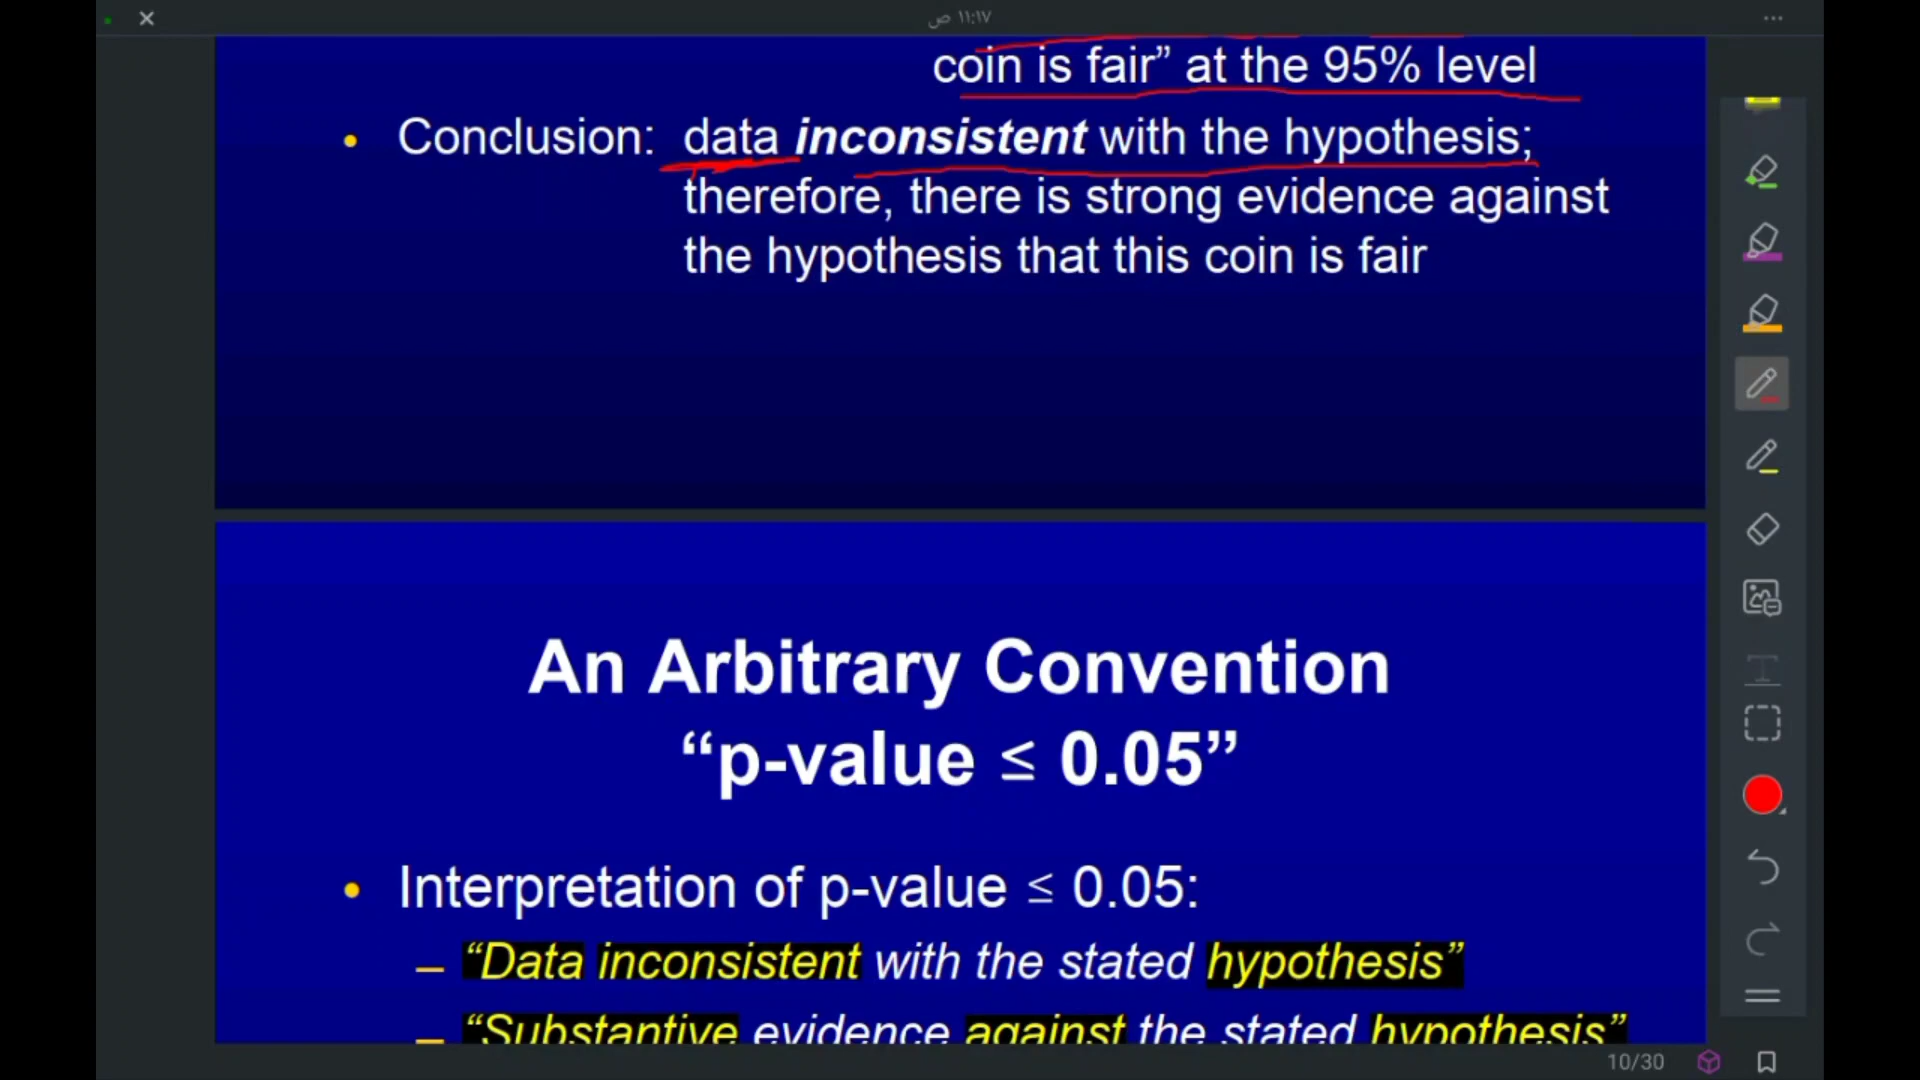 ١١:١٧ ص
coin is fair” at the 95% level
• Conclusion: data inconsistent with the hypothesis;
therefore, there is strong evidence against
the hypothesis that this coin is fair
An Arbitrary Convention
“p-value ≤ 0.05”
• Interpretation of p-value ≤ 0.05:
– “Data inconsistent with the stated hypothesis”
– “Substantive evidence against the stated hypothesis”
10/30